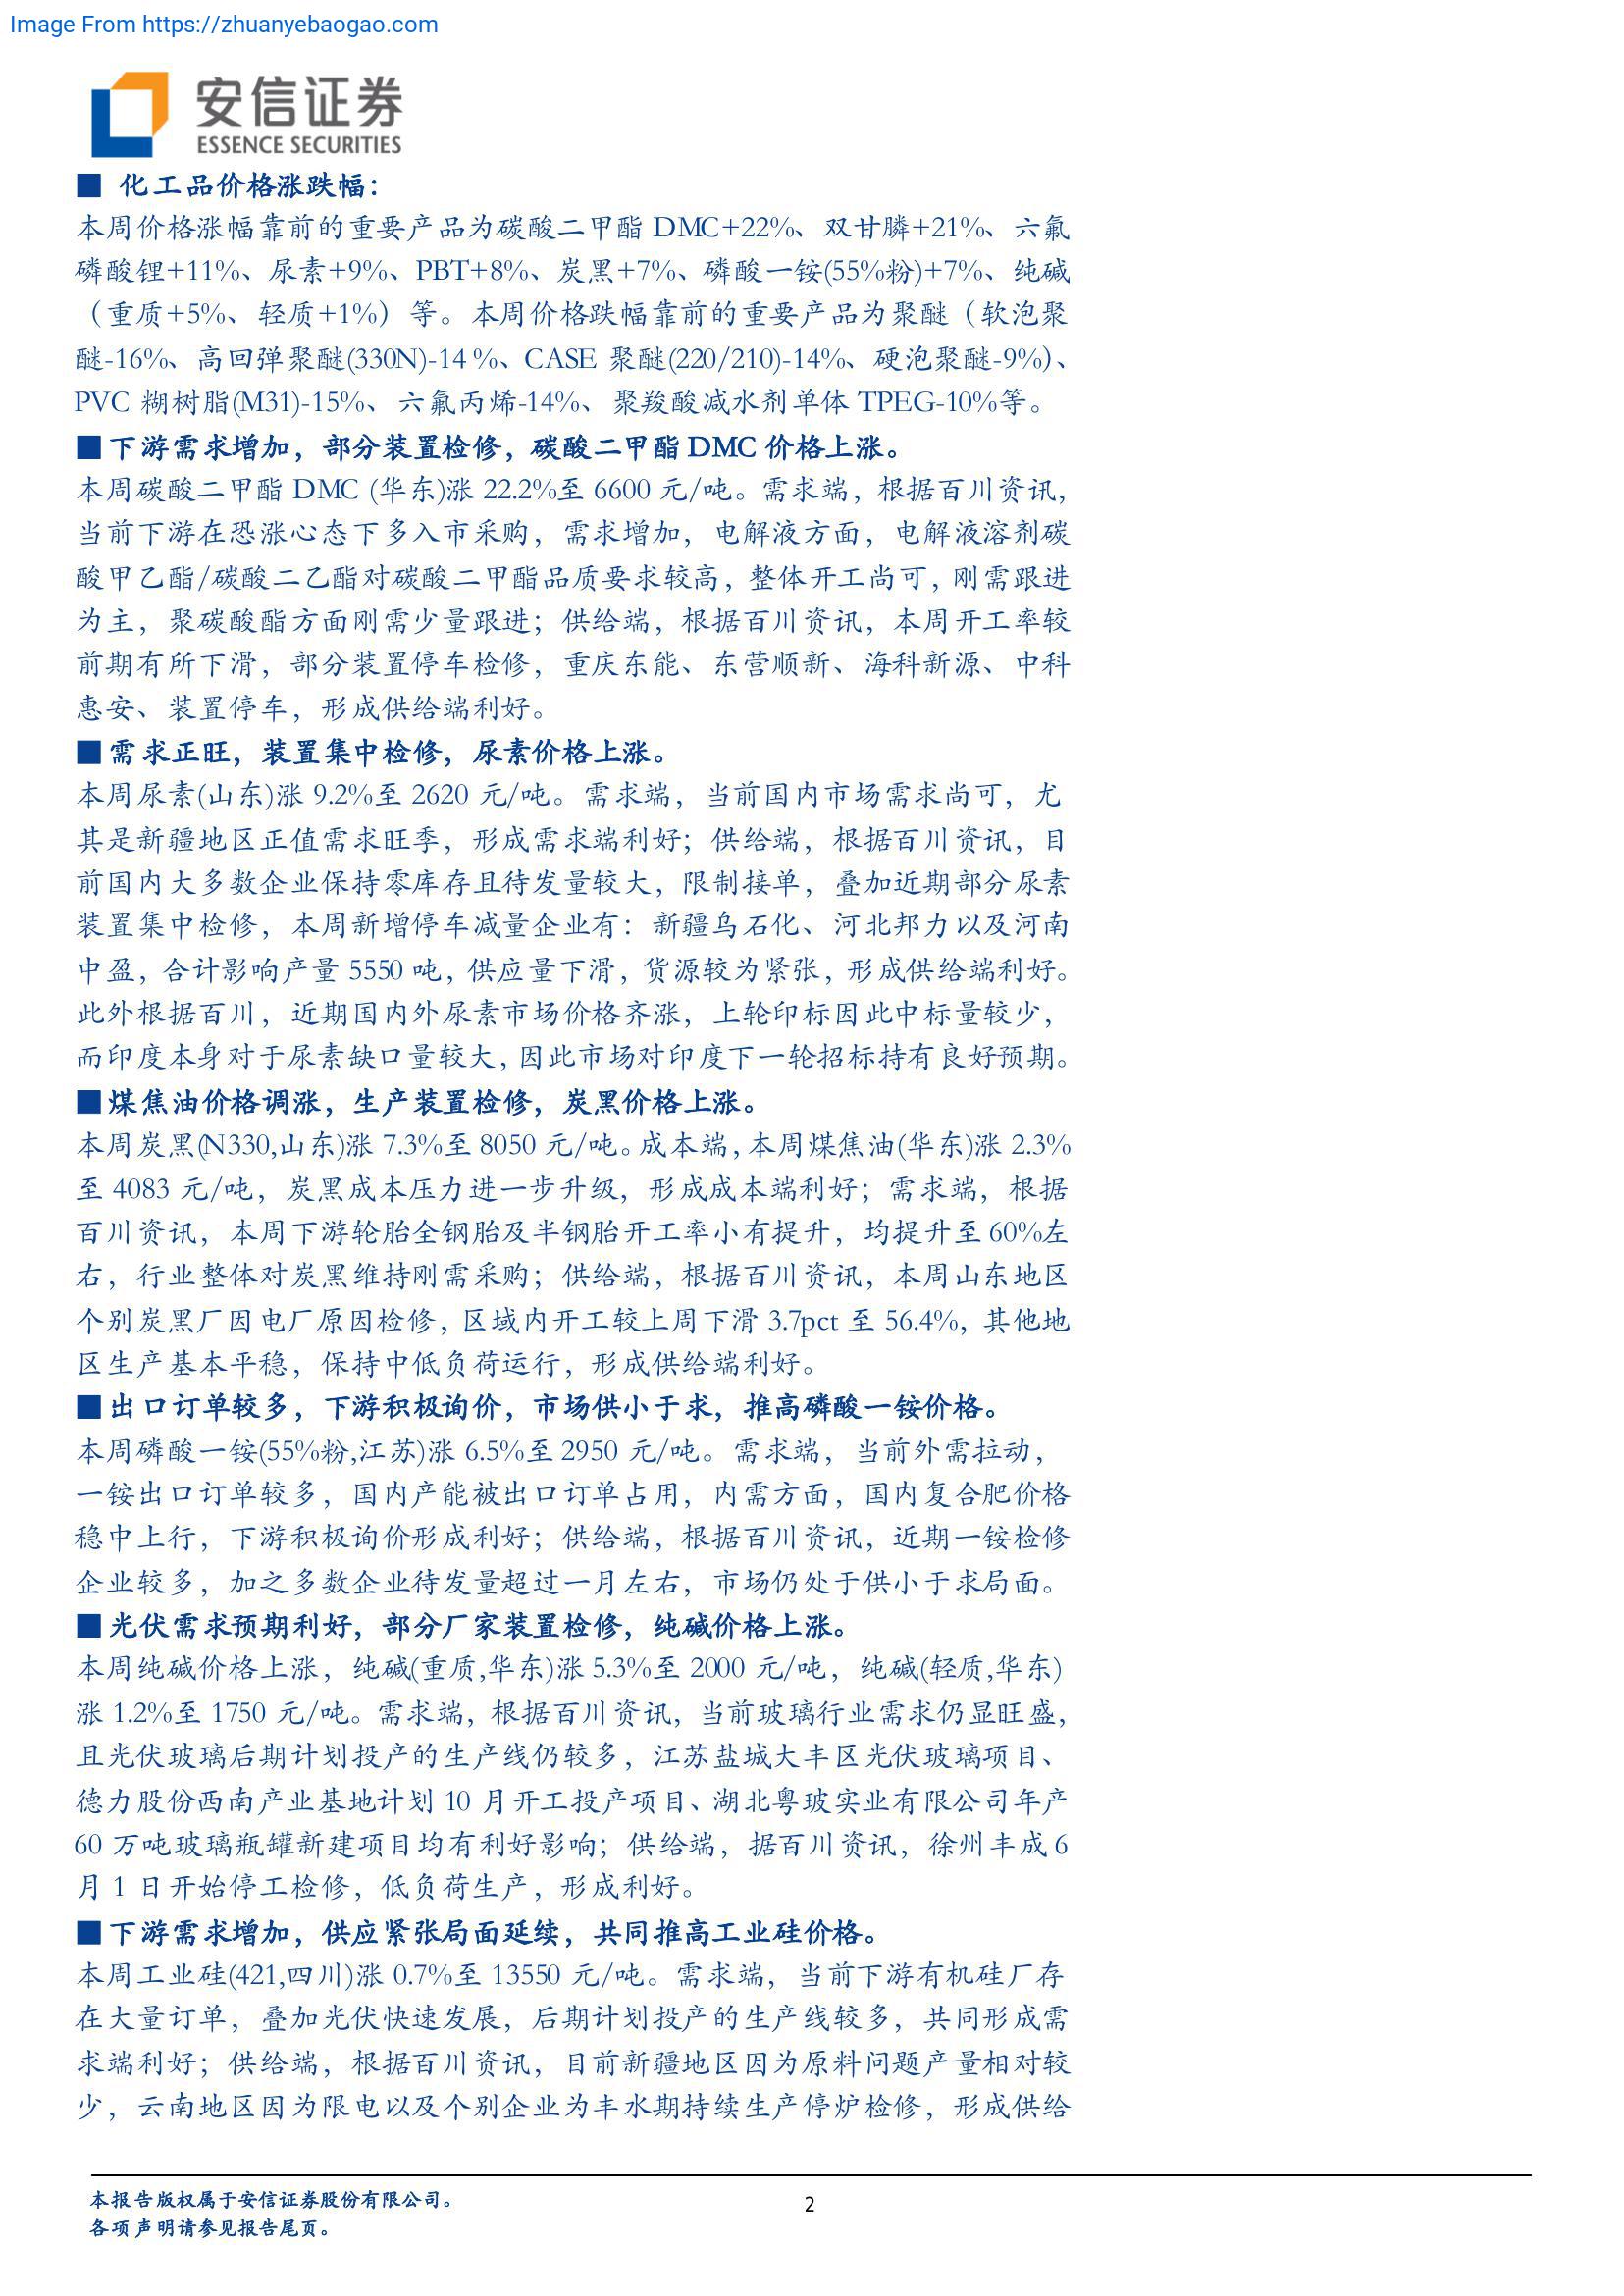 Image From https://zhuanyebaogao.com
安信证券
ESSENCE SECURITIES
■ 化工品价格涨跌幅：
本周价格涨幅靠前的重要产品为碳酸二甲酯 DMC+22%、双甘膦+21%、六氟
磷酸锂+11%、尿素+9%、PBT+8%、炭黑+7%、磷酸一铵(55%粉)+7%、纯碱
（重质+5%、轻质+1%）等。本周价格跌幅靠前的重要产品为聚醚（软泡聚
醚-16%、高回弹聚醚(330N)-14 %、CASE 聚醚(220/210)-14%、硬泡聚醚-9%）、
PVC 糊树脂(M31)-15%、六氟丙烯-14%、聚羧酸减水剂单体 TPEG-10%等。
■下游需求增加，部分装置检修，碳酸二甲酯 DMC 价格上涨。
本周碳酸二甲酯 DMC (华东)涨 22.2%至 6600 元/吨。需求端，根据百川资讯，
当前下游在恐涨心态下多入市采购，需求增加，电解液方面，电解液溶剂碳
酸甲乙酯/碳酸二乙酯对碳酸二甲酯品质要求较高，整体开工尚可，刚需跟进
为主，聚碳酸酯方面刚需少量跟进；供给端，根据百川资讯，本周开工率较
前期有所下滑，部分装置停车检修，重庆东能、东营顺新、海科新源、中科
惠安、装置停车，形成供给端利好。
■需求正旺，装置集中检修，尿素价格上涨。
本周尿素(山东)涨 9.2%至 2620 元/吨。需求端，当前国内市场需求尚可，尤
其是新疆地区正值需求旺季，形成需求端利好；供给端，根据百川资讯，目
前国内大多数企业保持零库存且待发量较大，限制接单，叠加近期部分尿素
装置集中检修，本周新增停车减量企业有：新疆乌石化、河北邦力以及河南
中盈，合计影响产量 5550 吨，供应量下滑，货源较为紧张，形成供给端利好。
此外根据百川，近期国内外尿素市场价格齐涨，上轮印标因此中标量较少，
而印度本身对于尿素缺口量较大，因此市场对印度下一轮招标持有良好预期。
■煤焦油价格调涨，生产装置检修，炭黑价格上涨。
本周炭黑(N330,山东)涨 7.3%至 8050 元/吨。成本端，本周煤焦油(华东)涨 2.3%
至 4083 元/吨，炭黑成本压力进一步升级，形成成本端利好；需求端，根据
百川资讯，本周下游轮胎全钢胎及半钢胎开工率小有提升，均提升至 60%左
右，行业整体对炭黑维持刚需采购；供给端，根据百川资讯，本周山东地区
个别炭黑厂因电厂原因检修，区域内开工较上周下滑 3.7pct 至 56.4%，其他地
区生产基本平稳，保持中低负荷运行，形成供给端利好。
■出口订单较多，下游积极询价，市场供小于求，推高磷酸一铵价格。
本周磷酸一铵(55%粉,江苏)涨 6.5%至 2950 元/吨。需求端，当前外需拉动，
一铵出口订单较多，国内产能被出口订单占用，内需方面，国内复合肥价格
稳中上行，下游积极询价形成利好；供给端，根据百川资讯，近期一铵检修
企业较多，加之多数企业待发量超过一月左右，市场仍处于供小于求局面。
■光伏需求预期利好，部分厂家装置检修，纯碱价格上涨。
本周纯碱价格上涨，纯碱(重质,华东)涨 5.3%至 2000 元/吨，纯碱(轻质,华东)
涨 1.2%至 1750 元/吨。需求端，根据百川资讯，当前玻璃行业需求仍显旺盛，
且光伏玻璃后期计划投产的生产线仍较多，江苏盐城大丰区光伏玻璃项目、
德力股份西南产业基地计划 10 月开工投产项目、湖北粤玻实业有限公司年产
60 万吨玻璃瓶罐新建项目均有利好影响；供给端，据百川资讯，徐州丰成 6
月 1 日开始停工检修，低负荷生产，形成利好。
■下游需求增加，供应紧张局面延续，共同推高工业硅价格。
本周工业硅(421,四川)涨 0.7%至 13550 元/吨。需求端，当前下游有机硅厂存
在大量订单，叠加光伏快速发展，后期计划投产的生产线较多，共同形成需
求端利好；供给端，根据百川资讯，目前新疆地区因为原料问题产量相对较
少，云南地区因为限电以及个别企业为丰水期持续生产停炉检修，形成供给
本报告版权属于安信证券股份有限公司。
2
各项声明请参见报告尾页。